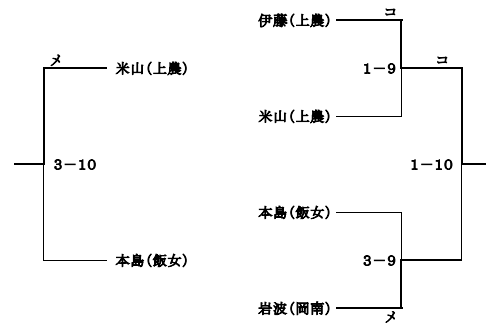 コ
伊藤(上農)
メ
コ
米山(上農)
1－9
米山(上農)
3－10
1－10
本島(飯女)
本島(飯女)
3－9
岩波(岡南)
メ